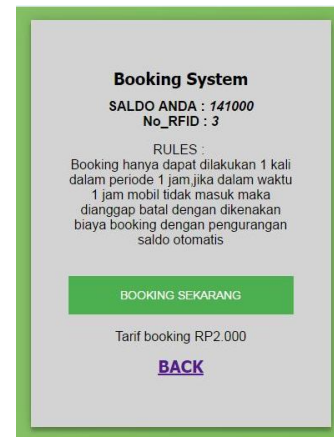 Booking System
SALDO ANDA : 141000
No_RFID : 3
RULES :
Booking hanya dapat dilakukan 1 kali
dalam periode 1 jam,jika dalam waktu
1 jam mobil tidak masuk maka
dianggap batal dengan dikenakan
biaya booking dengan pengurangan
saldo otomatis
BOOKING SEKARANG
Tarif booking RP2.000
BACK